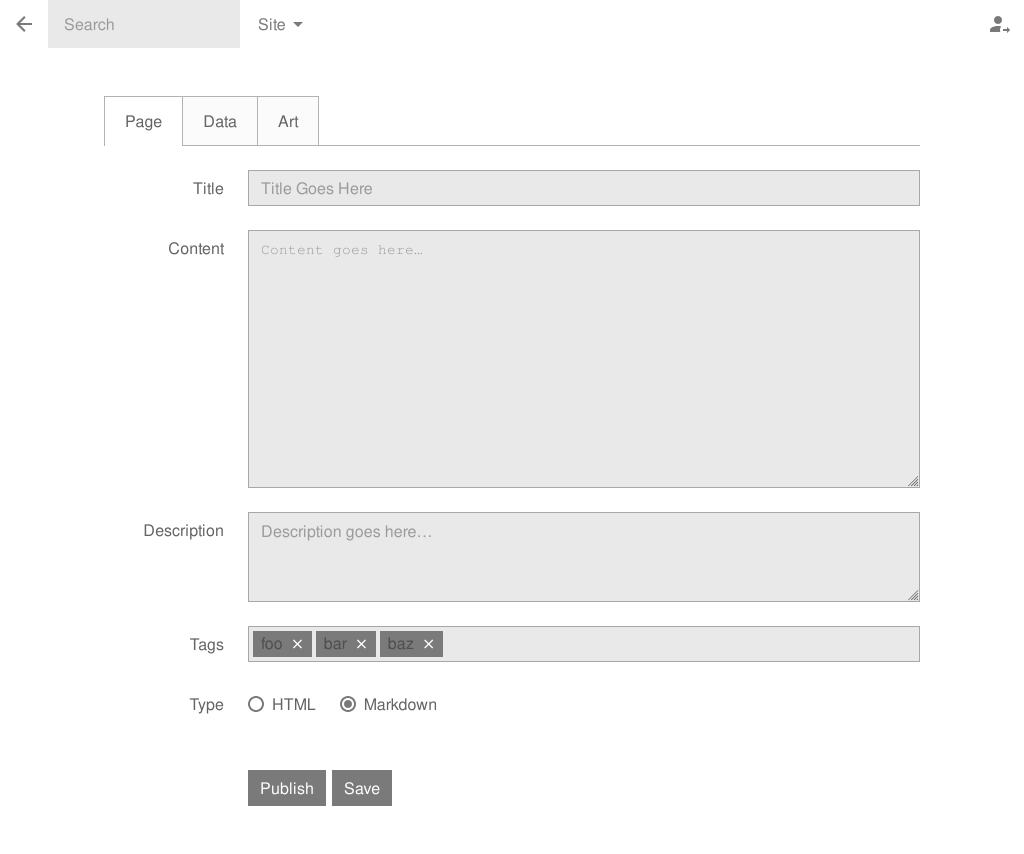 Search Site
Page Data Art
Title Title Goes Here
Content Content goes here…
Description Description goes here…
Tags foo bar baz
Type HTML Markdown
Publish Save